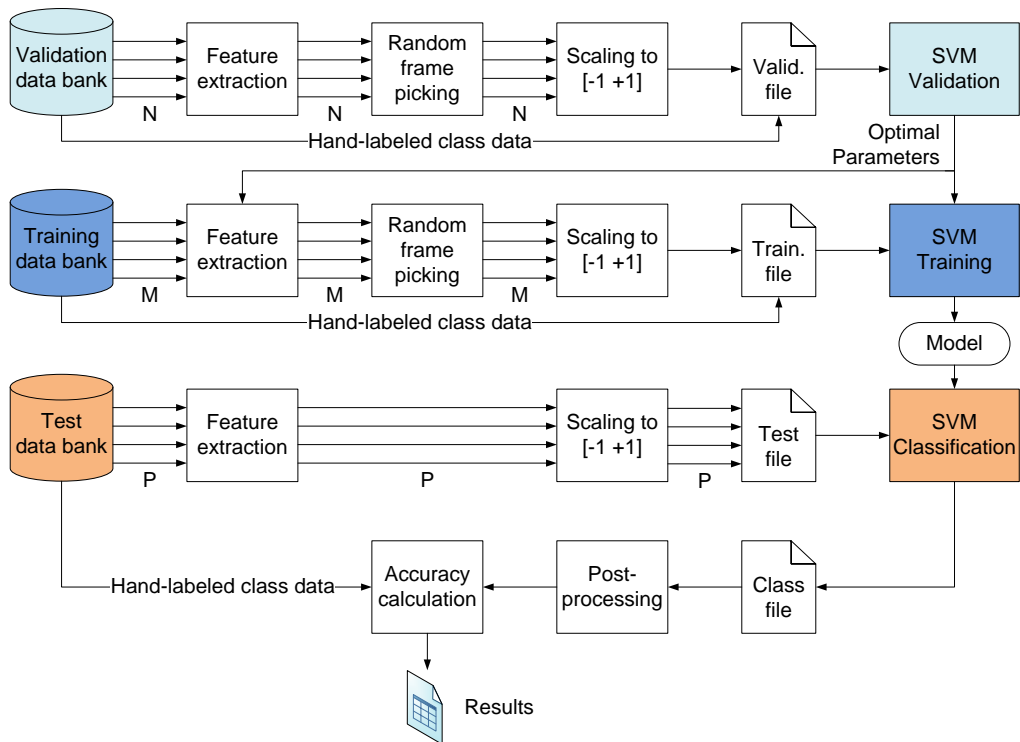 Validation
data bank
Feature
extraction
Random
frame
picking
Scaling to
[-1 +1]
Valid.
file
SVM
Validation
N
N
N
Hand-labeled class data
Optimal
Parameters
Training
data bank
Feature
extraction
Random
frame
picking
Scaling to
[-1 +1]
Train.
file
SVM
Training
M
M
M
Hand-labeled class data
Model
Test
data bank
Feature
extraction
Scaling to
[-1 +1]
Test
file
SVM
Classification
P
P
P
Hand-labeled class data
Accuracy
calculation
Post-
processing
Class
file
Results